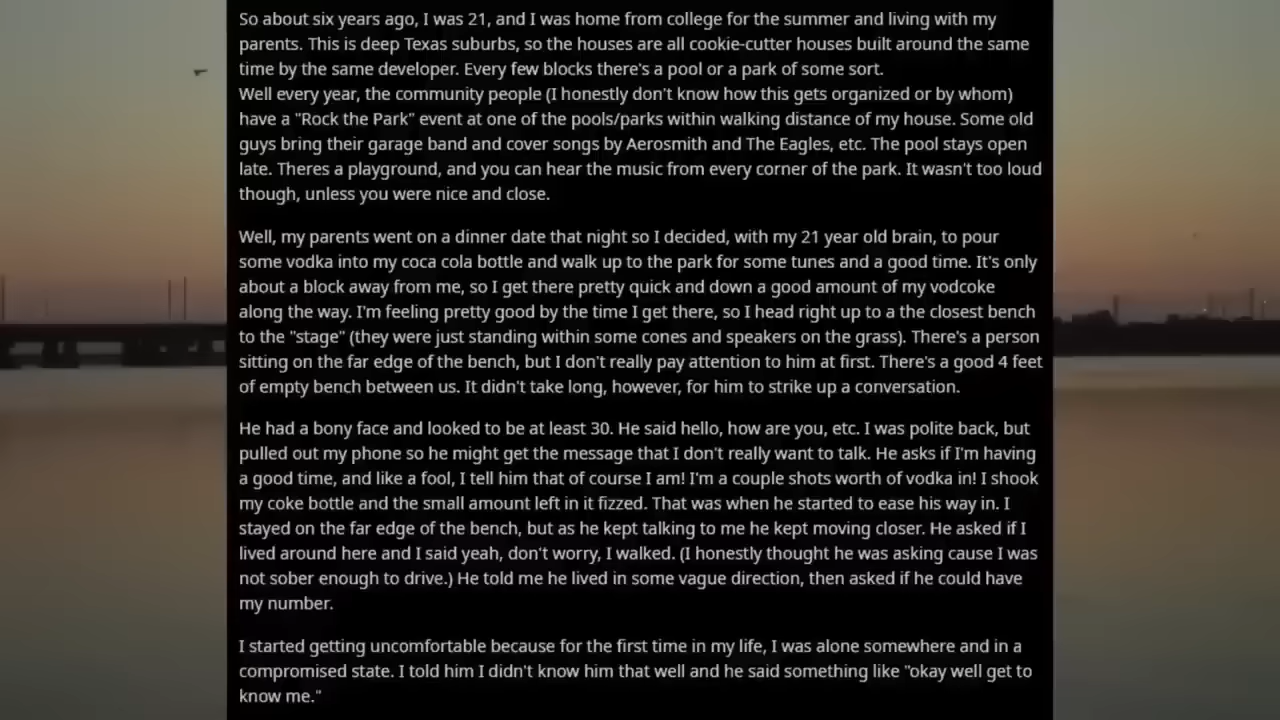 So about six years ago, I was 21, and I was home from college for the summer and living with my
parents. This is deep Texas suburbs, so the houses are all cookie-cutter houses built around the same
time by the same developer. Every few blocks there's a pool or a park of some sort.
Well every year, the community people (I honestly don't know how this gets organized or by whom)
have a "Rock the Park" event at one of the pools/parks within walking distance of my house. Some old
guys bring their garage band and cover songs by Aerosmith and The Eagles, etc. The pool stays open
late. Theres a playground, and you can hear the music from every corner of the park. It wasn't too loud
though, unless you were nice and close.
Well, my parents went on a dinner date that night so I decided, with my 21 year old brain, to pour
some vodka into my coca cola bottle and walk up to the park for some tunes and a good time. It's only
about a block away from me, so I get there pretty quick and down a good amount of my vodcoke
along the way. I'm feeling pretty good by the time I get there, so I head right up to a the closest bench
to the "stage" (they were just standing within some cones and speakers on the grass). There's a person
sitting on the far edge of the bench, but I don't really pay attention to him at first. There's a good 4 feet
of empty bench between us. It didn't take long, however, for him to strike up a conversation.
He had a bony face and looked to be at least 30. He said hello, how are you, etc. I was polite back, but
pulled out my phone so he might get the message that I don't really want to talk. He asks if I'm having
a good time, and like a fool, I tell him that of course I am! I'm a couple shots worth of vodka in! I shook
my coke bottle and the small amount left in it fizzed. That was when he started to ease his way in. I
stayed on the far edge of the bench, but as he kept talking to me he kept moving closer. He asked if I
lived around here and I said yeah, don't worry, I walked. (I honestly thought he was asking cause I was
not sober enough to drive.) He told me he lived in some vague direction, then asked if he could have
my number.
I started getting uncomfortable because for the first time in my life, I was alone somewhere and in a
compromised state. I told him I didn't know him that well and he said something like "okay well get to
know me."